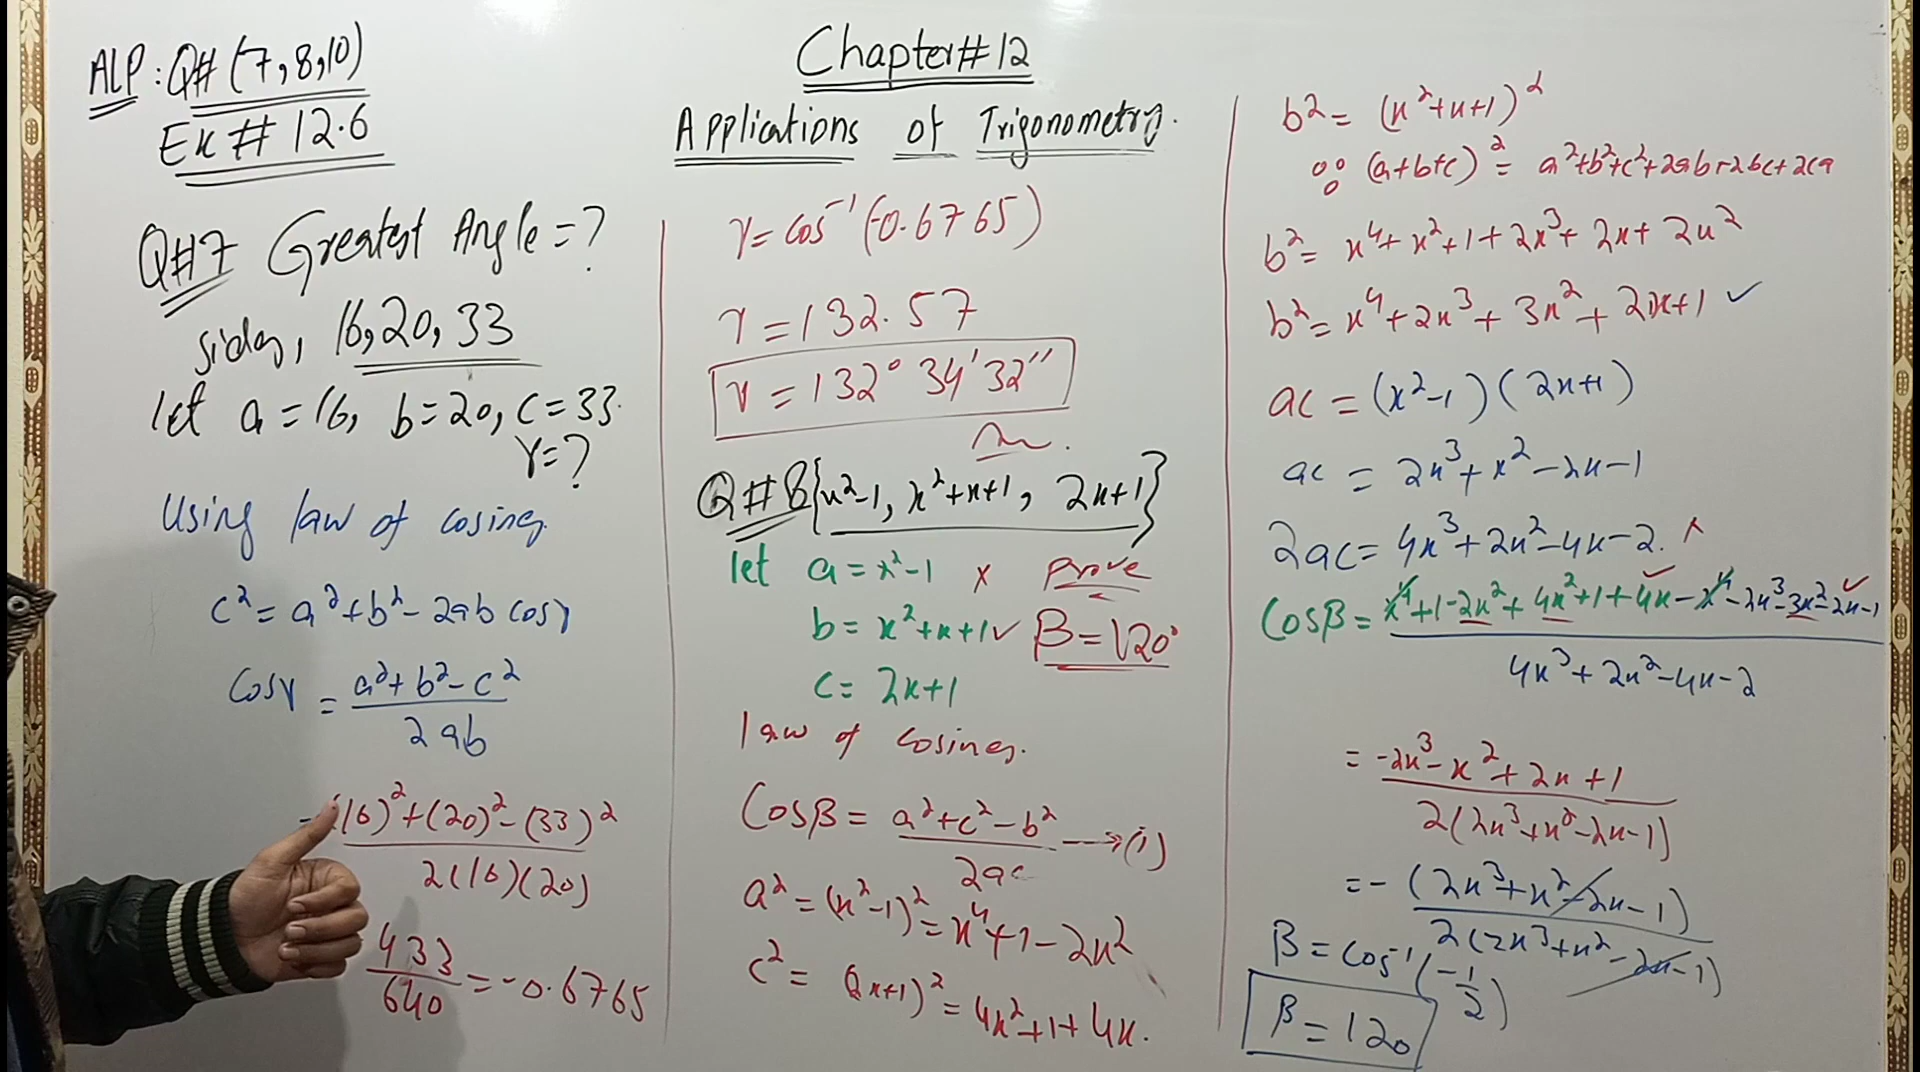 ALP: Q# (7,8,10)
Ex # 12.6
Chapter# 12
Applications of Trigonometry.
Q#7 Greatest Angle = ?
sides, 16, 20, 33
let a = 16, b = 20, c = 33.
γ = ?
Using law of cosines.
c² = a² + b² - 2ab cosγ
Cosγ = (a² + b² - c²) / 2ab
(16)² + (20)² - (33)² / 2(16)(20)
433 / 640 = -0.6765
γ = cos⁻¹(-0.6765)
γ = 132.57
γ = 132° 34' 32"
Q#8 {x²-1, x²+x+1, 2x+1}
let a = x²-1 × Prove
b = x²+x+1 ✓ β = 120°
c = 2x+1
law of cosines.
Cosβ = (a² + c² - b²) / 2ac → (i)
a² = (x²-1)² = x⁴+1-2x²
c² = (2x+1)² = 4x²+1+4x.
b² = (x²+x+1)²
∵ (a+b+c)² = a²+b²+c²+2ab+2bc+2ca
b² = x⁴+x²+1+2x³+2x+2x²
b² = x⁴+2x³+3x²+2x+1 ✓
ac = (x²-1)(2x+1)
ac = 2x³+x²-2x-1
2ac = 4x³+2x²-4x-2.
Cosβ = x⁴+1-2x²+4x²+1+4x-x⁴-2x³-3x²-2x-1 / 4x³+2x²-4x-2
= -2x³-x²+2x+1 / 2(2x³+x²-2x-1)
= -(2x³+x²-2x-1) / 2(2x³+x²-2x-1)
β = cos⁻¹(-1/2)
β = 120